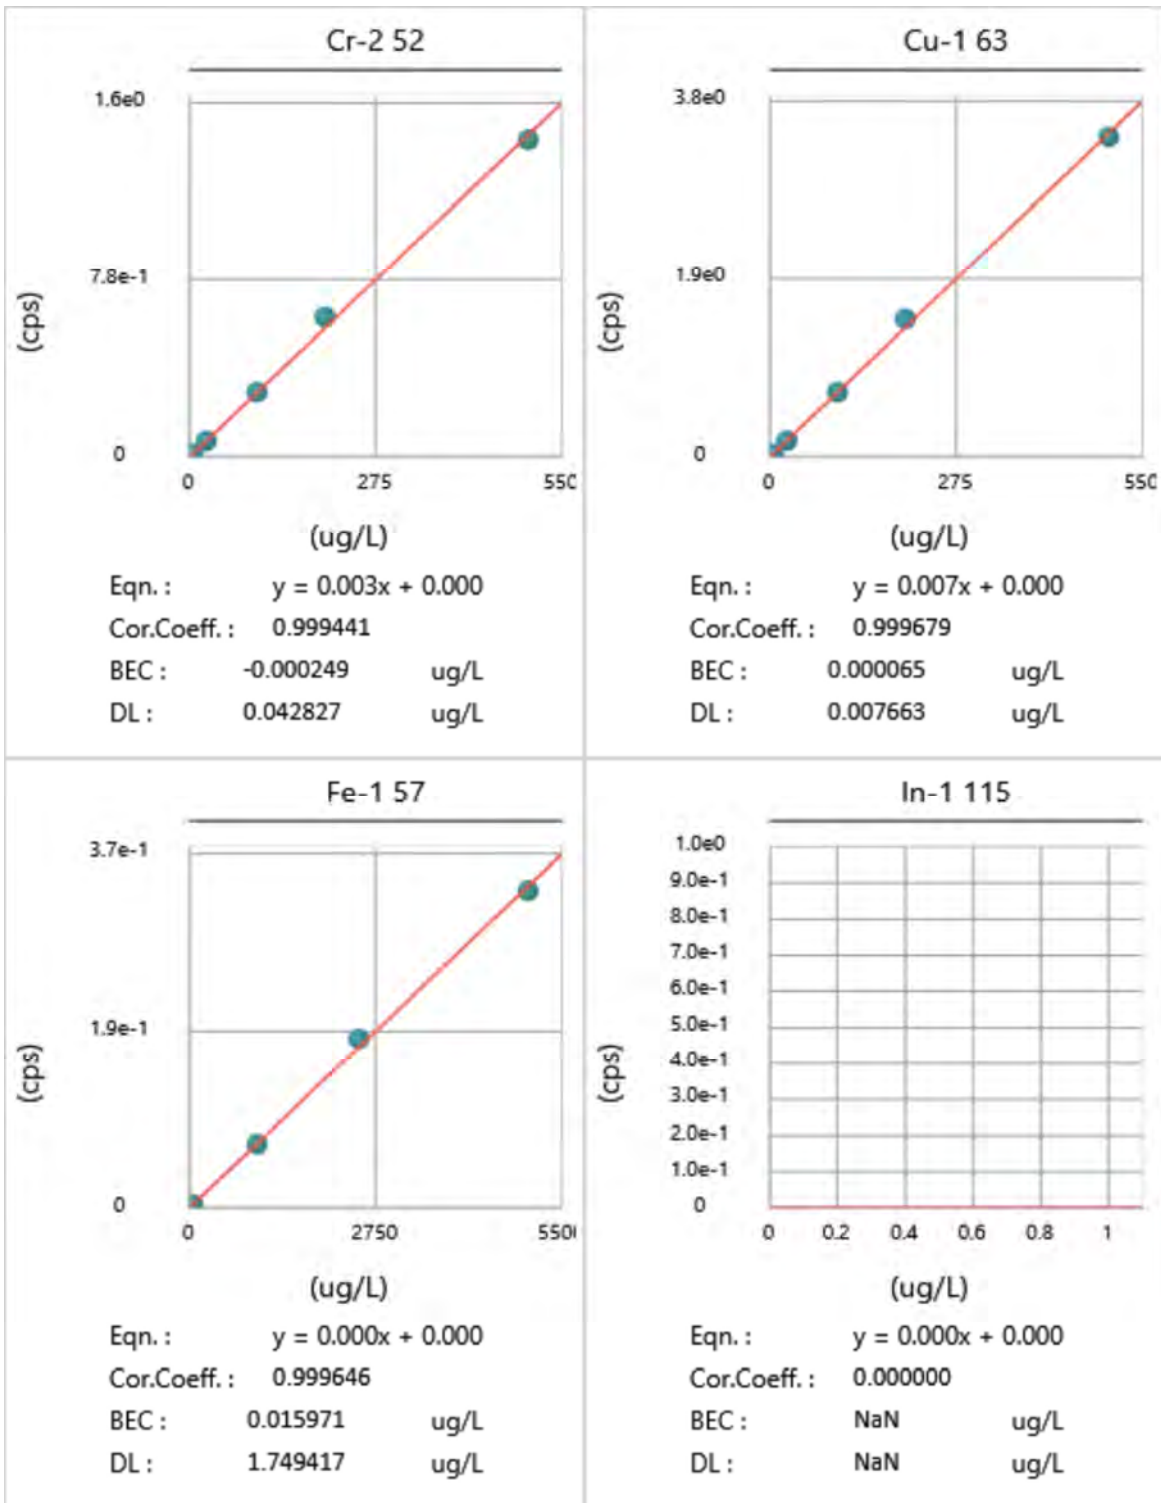 Cr-2 52
1.6e0
7.8e-1
0
(cps)
0 275 550
(ug/L)
Eqn. : y = 0.003x + 0.000
Cor.Coeff. : 0.999441
BEC : -0.000249 ug/L
DL : 0.042827 ug/L
Cu-1 63
3.8e0
1.9e0
0
(cps)
0 275 550
(ug/L)
Eqn. : y = 0.007x + 0.000
Cor.Coeff. : 0.999679
BEC : 0.000065 ug/L
DL : 0.007663 ug/L
Fe-1 57
3.7e-1
1.9e-1
0
(cps)
0 2750 5500
(ug/L)
Eqn. : y = 0.000x + 0.000
Cor.Coeff. : 0.999646
BEC : 0.015971 ug/L
DL : 1.749417 ug/L
In-1 115
1.0e0
9.0e-1
8.0e-1
7.0e-1
6.0e-1
5.0e-1
4.0e-1
3.0e-1
2.0e-1
1.0e-1
0
(cps)
0 0.2 0.4 0.6 0.8 1
(ug/L)
Eqn. : y = 0.000x + 0.000
Cor.Coeff. : 0.000000
BEC : NaN ug/L
DL : NaN ug/L